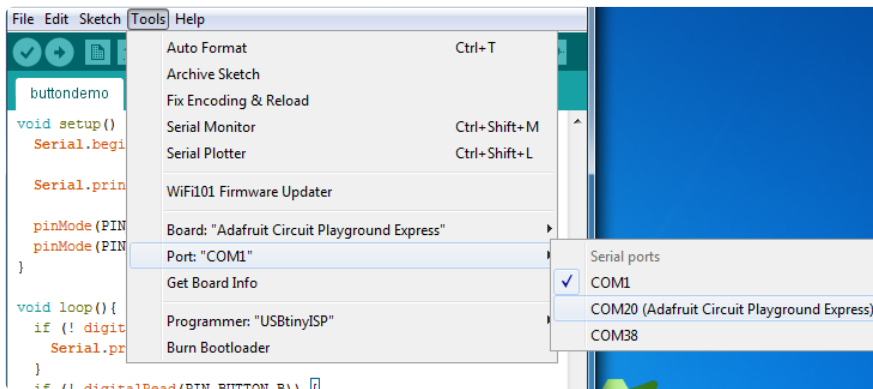 File Edit Sketch Tools Help
Auto Format Ctrl+T
Archive Sketch
Fix Encoding & Reload
Serial Monitor Ctrl+Shift+M
Serial Plotter Ctrl+Shift+L
WiFi101 Firmware Updater
Board: "Adafruit Circuit Playground Express"
Port: "COM1"
Get Board Info
Programmer: "USBtinyISP"
Burn Bootloader
Serial ports
COM1
COM20 (Adafruit Circuit Playground Express)
COM38
buttondemo
void setup()
Serial.begi
Serial.prin
pinMode(PIN
pinMode(PIN
}
void loop(){
if (! digit
Serial.pr
}
if (! digitalRead(PIN_BUTTON_B)) {